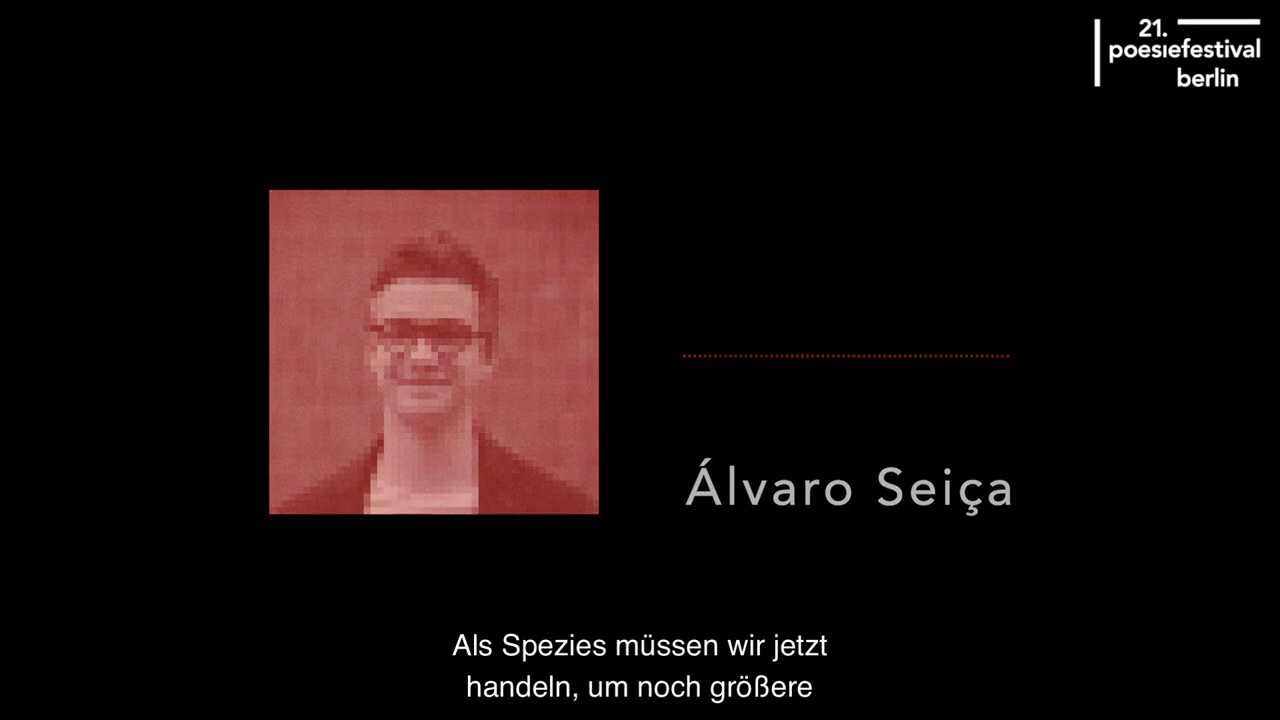 21.
poesiefestival
berlin
Álvaro Seiça
Als Spezies müssen wir jetzt
handeln, um noch größere